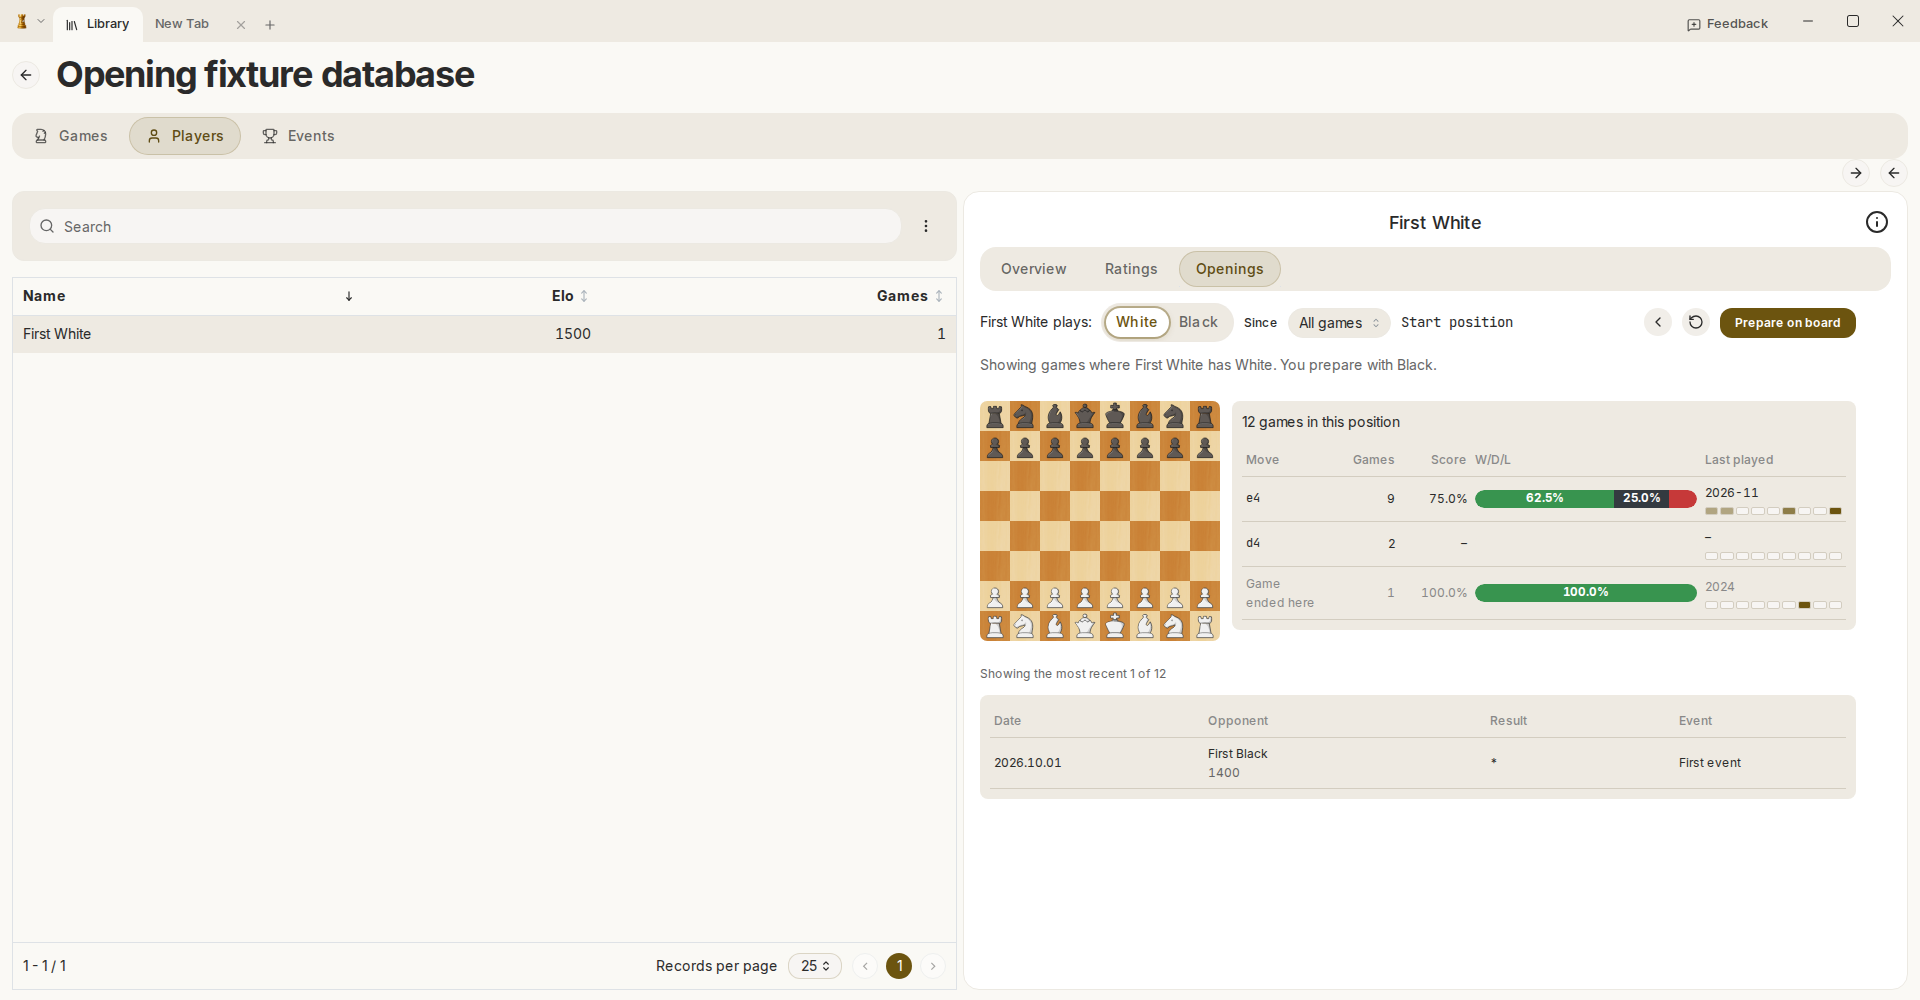 Library
New Tab
Feedback
Opening fixture database
Games
Players
Events
Search
Name
Elo
Games
First White
1500
1
1 - 1 / 1
Records per page
25
1
First White
Overview
Ratings
Openings
First White plays:
White
Black
Since
All games
Start position
Prepare on board
Showing games where First White has White. You prepare with Black.
12 games in this position
Move
Games
Score
W/D/L
Last played
e4
9
75.0%
62.5%
25.0%
2026-11
d4
2
–
–
Game
ended here
1
100.0%
100.0%
2024
Showing the most recent 1 of 12
Date
Opponent
Result
Event
2026.10.01
First Black
1400
*
First event